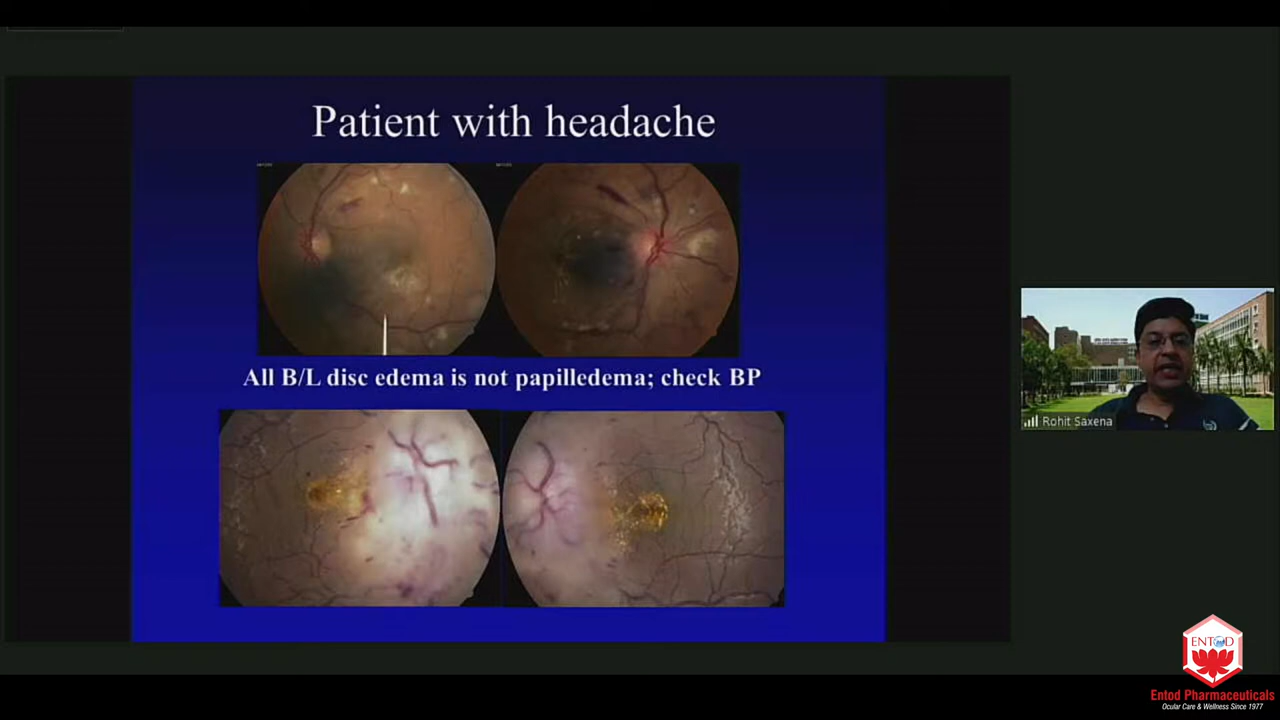 Patient with headache
All B/L disc edema is not papilledema; check BP
Rohit Saxena
ENTOD
Entod Pharmaceuticals
Ocular Care & Wellness Since 1977